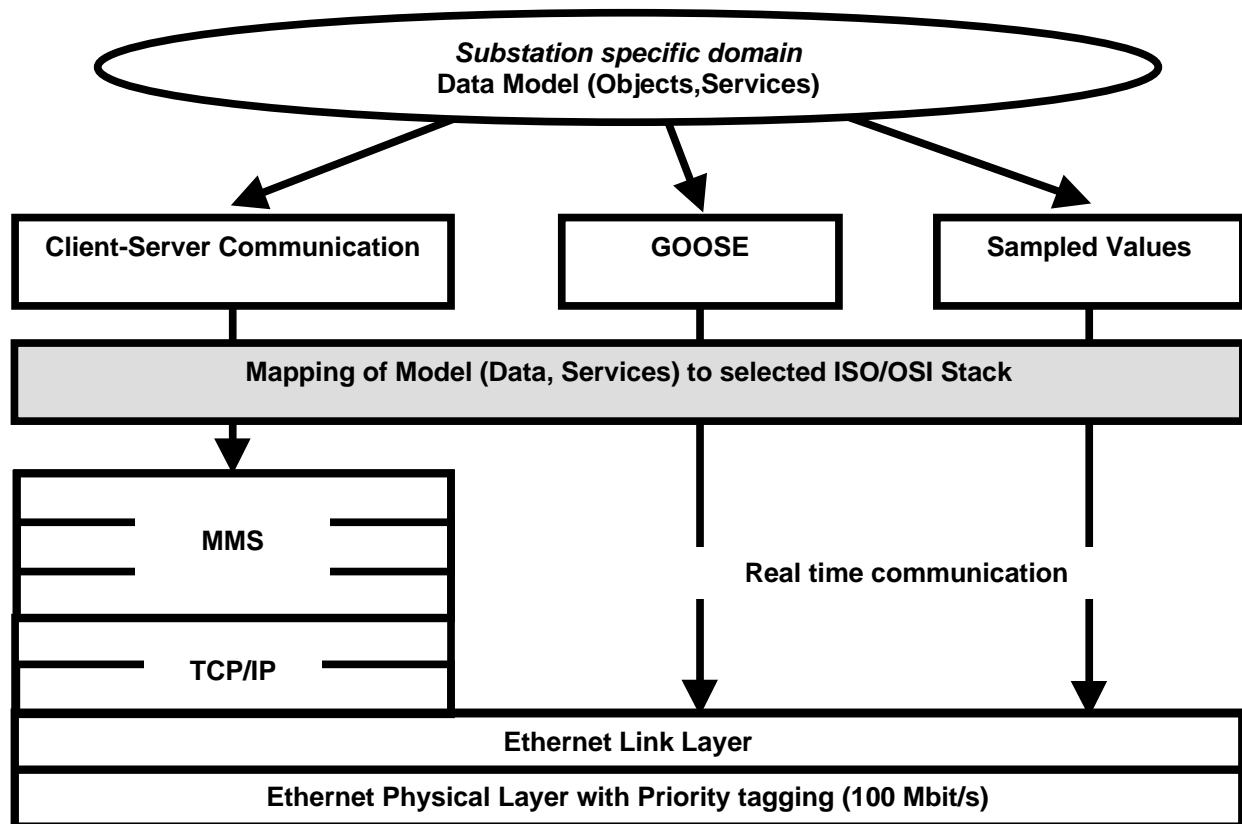 Substation specific domain
Data Model (Objects,Services)
Client-Server Communication
GOOSE
Sampled Values
Mapping of Model (Data, Services) to selected ISO/OSI Stack
MMS
Real time communication
TCP/IP
Ethernet Link Layer
Ethernet Physical Layer with Priority tagging (100 Mbit/s)